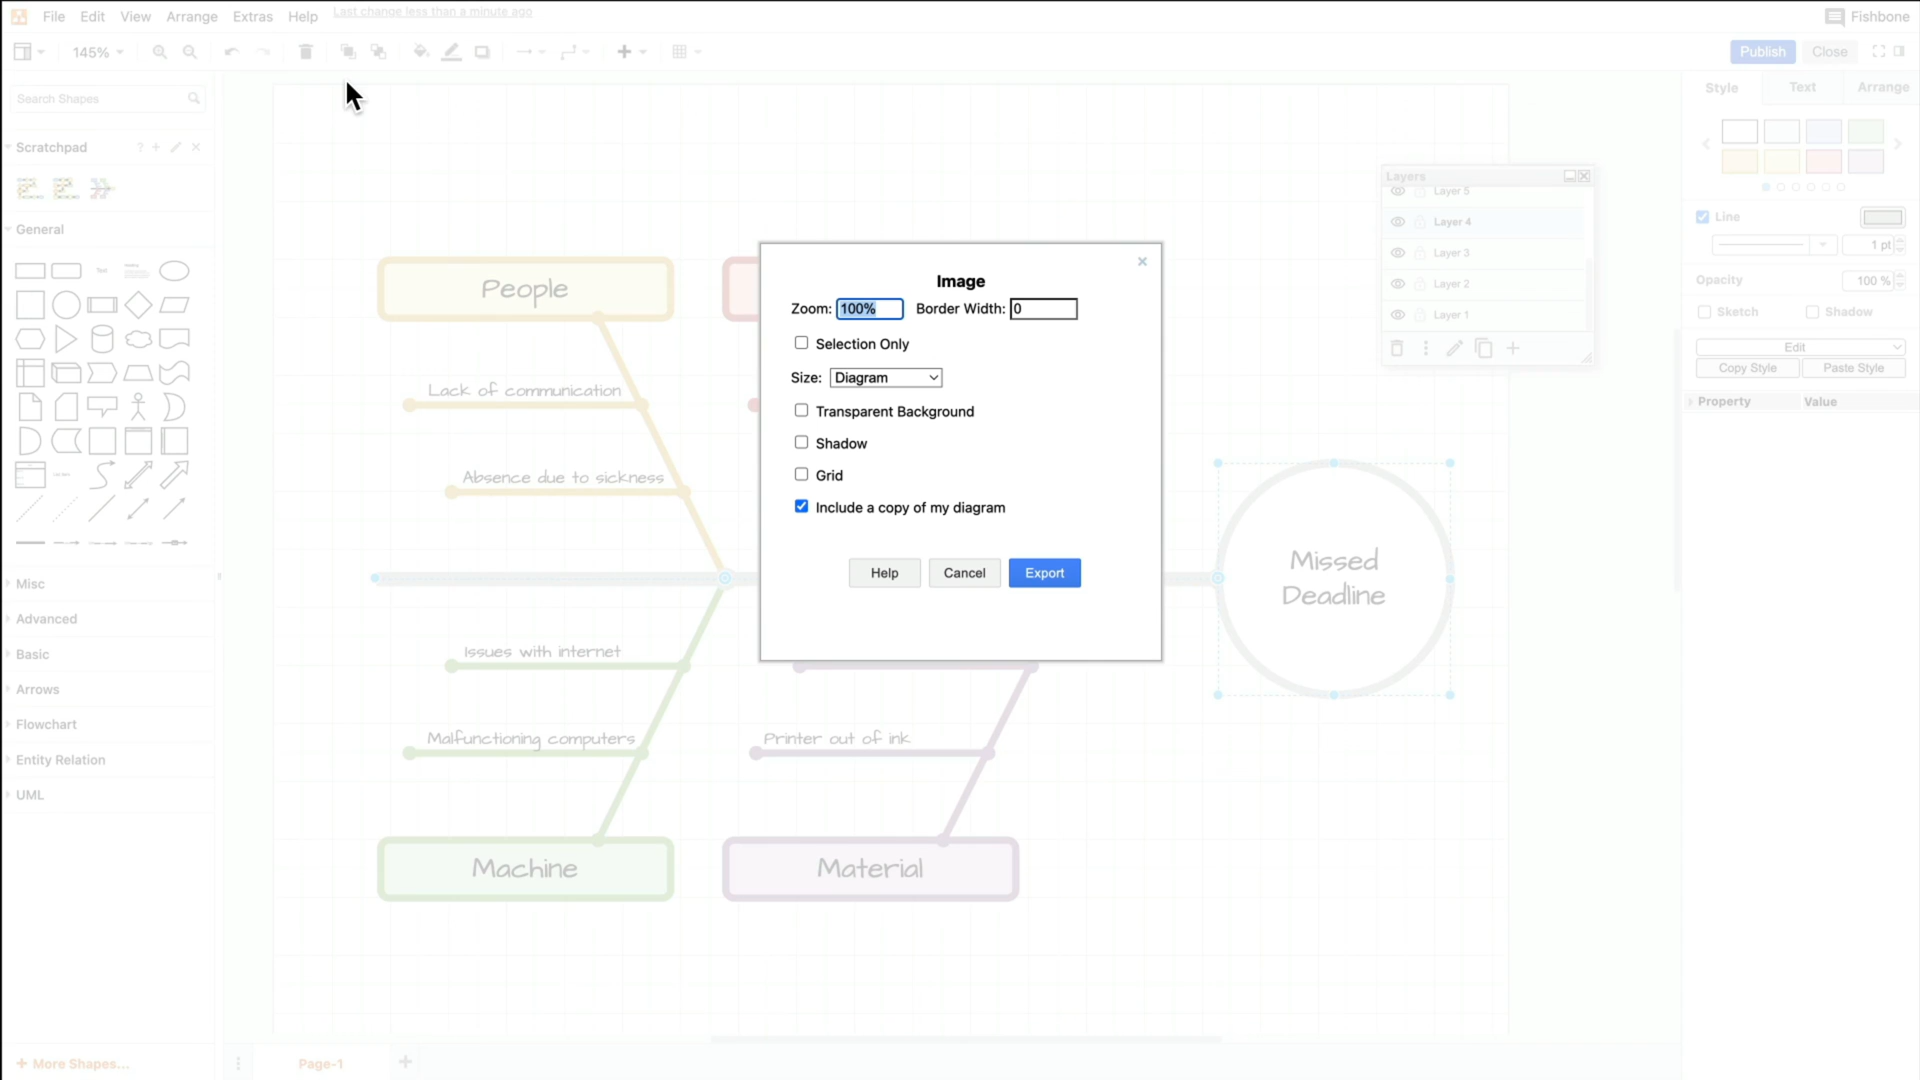 File Edit View Arrange Extras Help Last change less than a minute ago Fishbone
145% Publish Close
Search Shapes
Scratchpad ?
General
Text
Misc
Advanced
Basic
Arrows
Flowchart
Entity Relation
UML
+ More Shapes...
Page-1
People
Lack of communication
Absence due to sickness
Issues with internet
Malfunctioning computers
Printer out of ink
Machine
Material
Missed
Deadline
Image
Zoom: 100% Border Width: 0
Selection Only
Size: Diagram
Transparent Background
Shadow
Grid
Include a copy of my diagram
Help Cancel Export
Layers
Layer 5
Layer 4
Layer 3
Layer 2
Layer 1
Style Text Arrange
Line
1 pt
Opacity 100 %
Sketch Shadow
Edit
Copy Style Paste Style
Property Value